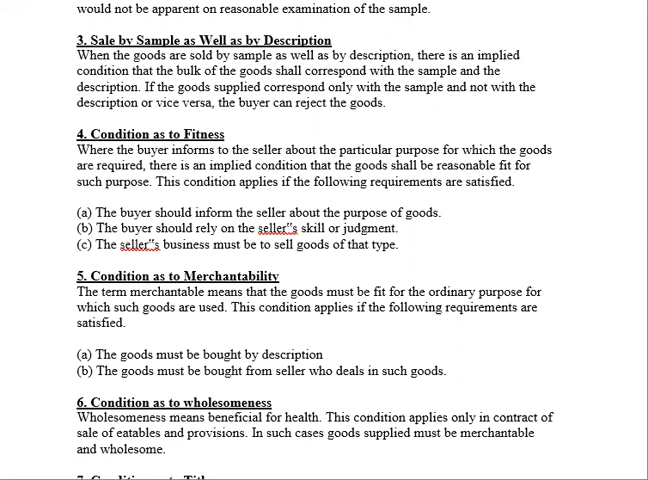 would not be apparent on reasonable examination of the sample.
3. Sale by Sample as Well as by Description
When the goods are sold by sample as well as by description, there is an implied
condition that the bulk of the goods shall correspond with the sample and the
description. If the goods supplied correspond only with the sample and not with the
description or vice versa, the buyer can reject the goods.
4. Condition as to Fitness
Where the buyer informs to the seller about the particular purpose for which the goods
are required, there is an implied condition that the goods shall be reasonable fit for
such purpose. This condition applies if the following requirements are satisfied.
(a) The buyer should inform the seller about the purpose of goods.
(b) The buyer should rely on the seller"s skill or judgment.
(c) The seller"s business must be to sell goods of that type.
5. Condition as to Merchantability
The term merchantable means that the goods must be fit for the ordinary purpose for
which such goods are used. This condition applies if the following requirements are
satisfied.
(a) The goods must be bought by description
(b) The goods must be bought from seller who deals in such goods.
6. Condition as to wholesomeness
Wholesomeness means beneficial for health. This condition applies only in contract of
sale of eatables and provisions. In such cases goods supplied must be merchantable
and wholesome.